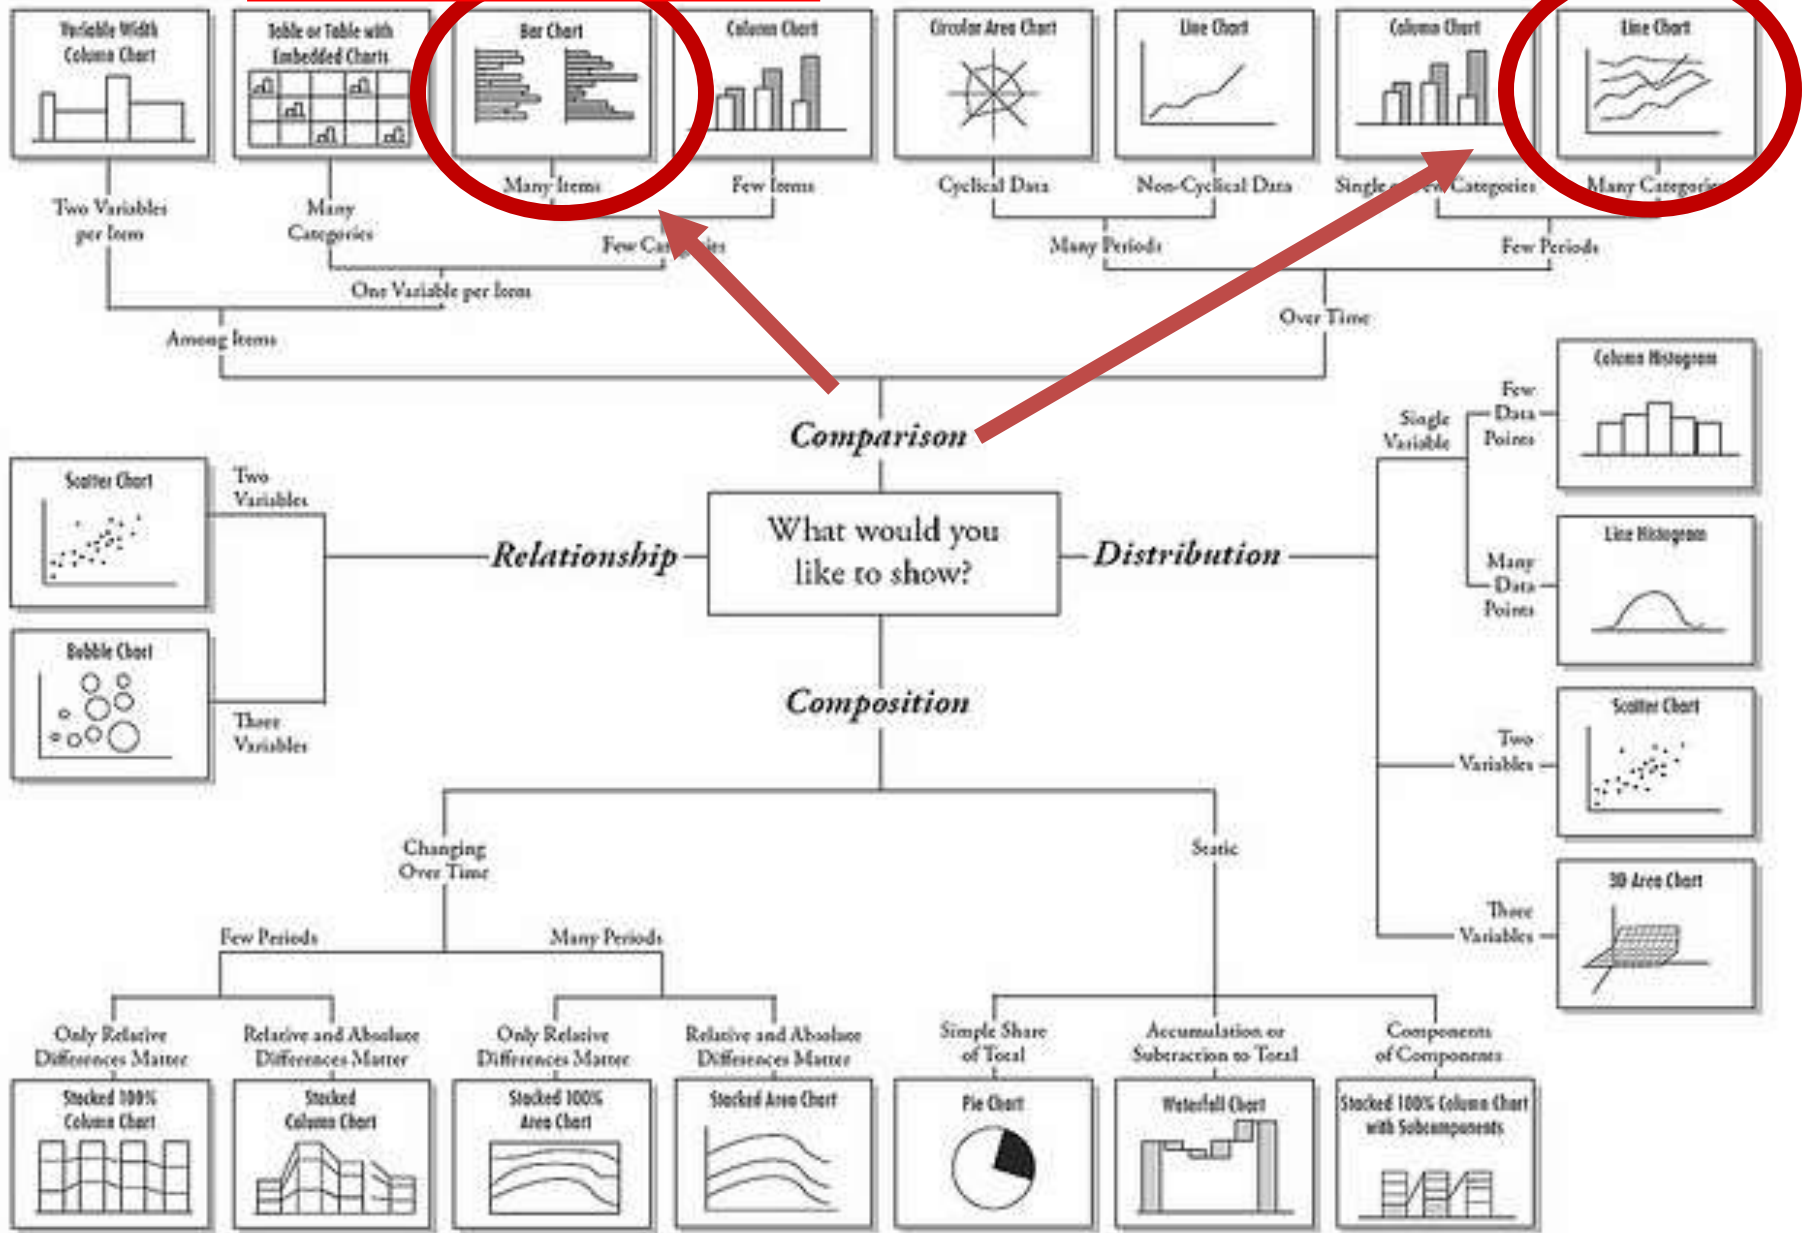 Variable Width
Column Chart
Table or Table with
Embedded Charts
Bar Chart
Column Chart
Circular Area Chart
Line Chart
Column Chart
Line Chart
Two Variables
per Item
Many
Categories
Many Items
Few Items
Cyclical Data
Non-Cyclical Data
Single or Few Categories
Many Categories
Few Categories
Many Periods
Few Periods
One Variable per Item
Among Items
Over Time
Comparison
What would you
like to show?
Relationship
Distribution
Composition
Scatter Chart
Two
Variables
Bubble Chart
Three
Variables
Single
Variable
Few
Data
Points
Column Histogram
Many
Data
Points
Line Histogram
Two
Variables
Scatter Chart
Three
Variables
3D Area Chart
Changing
Over Time
Static
Few Periods
Many Periods
Only Relative
Differences Matter
Relative and Absolute
Differences Matter
Only Relative
Differences Matter
Relative and Absolute
Differences Matter
Simple Share
of Total
Accumulation or
Subtraction to Total
Components
of Components
Stacked 100%
Column Chart
Stacked
Column Chart
Stacked 100%
Area Chart
Stacked Area Chart
Pie Chart
Waterfall Chart
Stacked 100% Column Chart
with Subcomponents